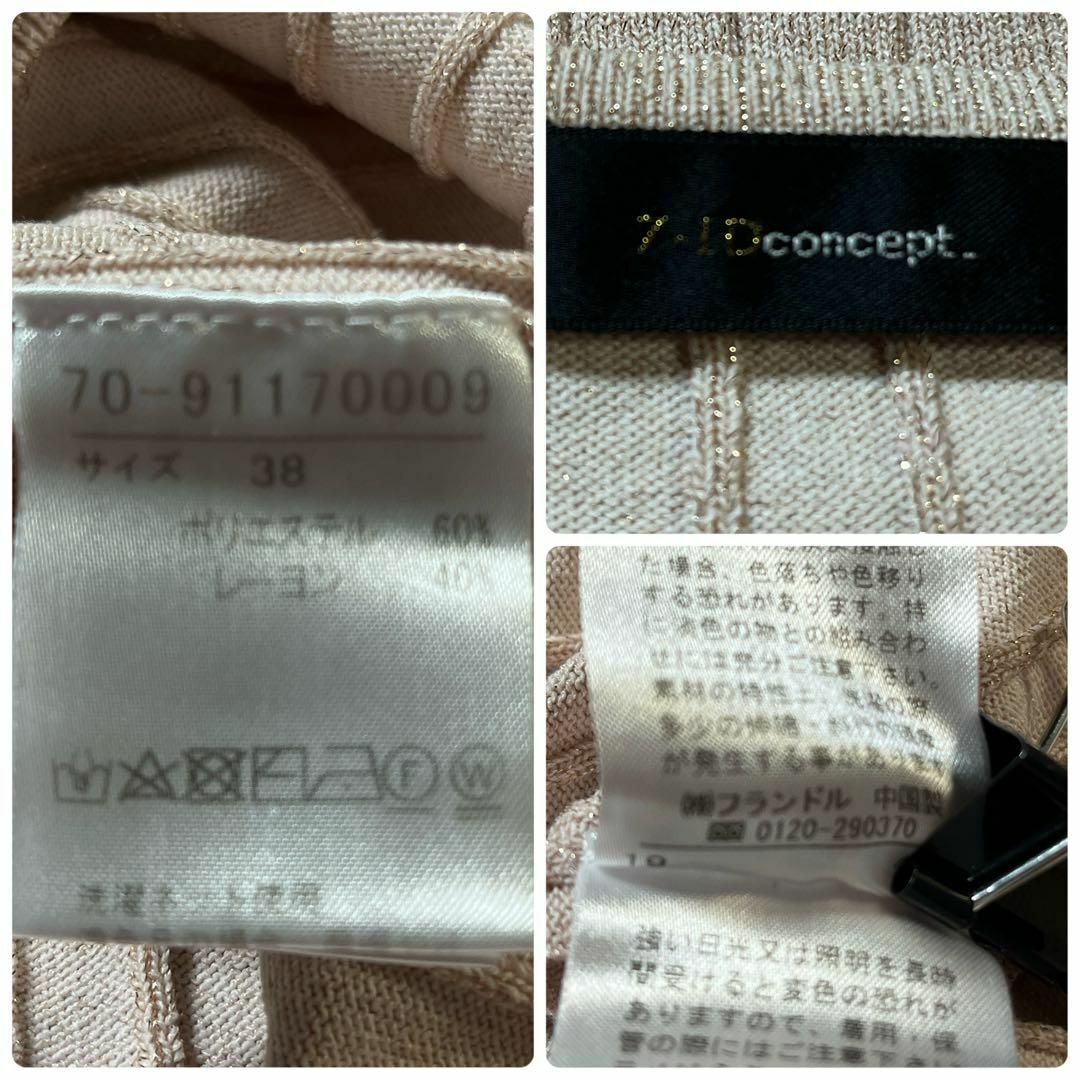 70-91170009
サイズ 38
ポリエステル 60%
レーヨン 40%
F
W
洗濯ネット使用
7-IDconcept.
た場合、色落ちや色移り
する恐れがあります。特
に淡色の物との組み合わ
せには充分ご注意下さい。
素材の特性上、
多少の
が発生する事があります
㈱フランドル 中国製
0120-290370
19
強い日光又は照明を長時
間受けると変色の恐れが
ありますので、着用・保
管の際にはご注意下さい